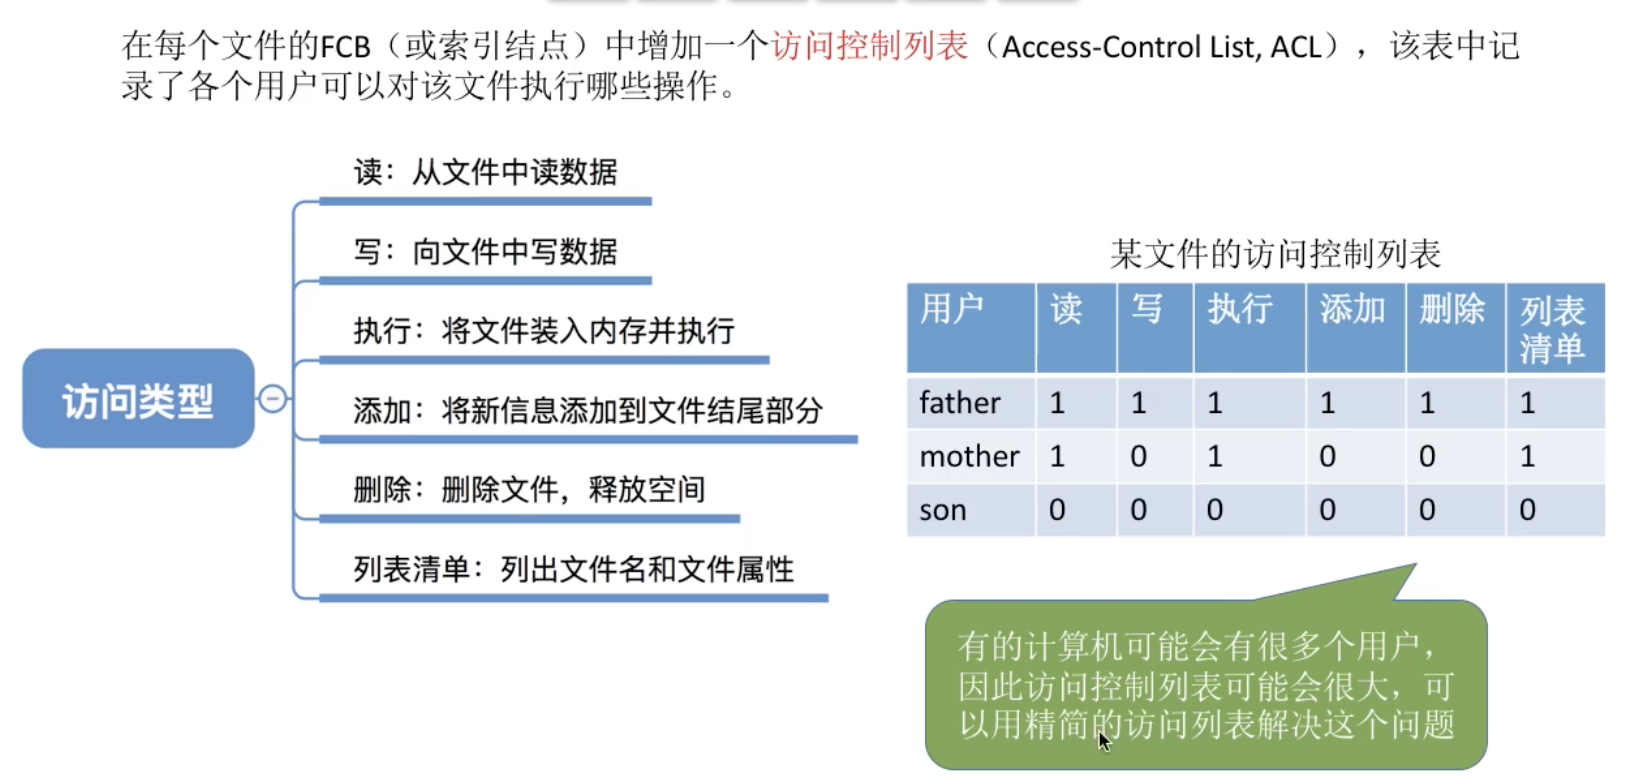 在每个文件的FCB（或索引结点）中增加一个访问控制列表（Access-Control List, ACL），该表中记
录了各个用户可以对该文件执行哪些操作。
访问类型
读：从文件中读数据
写：向文件中写数据
执行：将文件装入内存并执行
添加：将新信息添加到文件结尾部分
删除：删除文件，释放空间
列表清单：列出文件名和文件属性
某文件的访问控制列表
用户 读 写 执行 添加 删除 列表
清单
father 1 1 1 1 1 1
mother 1 0 1 0 0 1
son 0 0 0 0 0 0
有的计算机可能会有很多个用户，
因此访问控制列表可能会很大，可
以用精简的访问列表解决这个问题